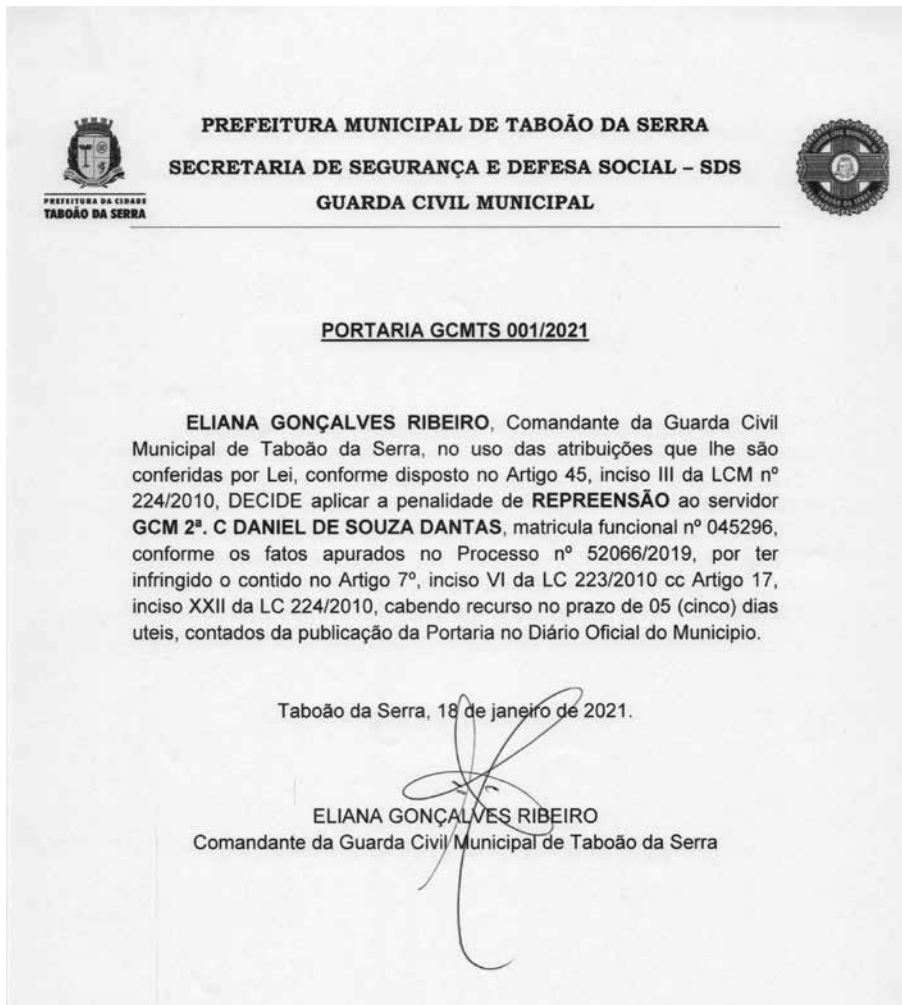 PREFEITURA MUNICIPAL DE TABOÃO DA SERRA
SECRETARIA DE SEGURANÇA E DEFESA SOCIAL – SDS
GUARDA CIVIL MUNICIPAL
PREFEITURA DA CIDADE
TABOÃO DA SERRA
PORTARIA GCMTS 001/2021
ELIANA GONÇALVES RIBEIRO, Comandante da Guarda Civil
Municipal de Taboão da Serra, no uso das atribuições que lhe são
conferidas por Lei, conforme disposto no Artigo 45, inciso III da LCM nº
224/2010, DECIDE aplicar a penalidade de REPREENSÃO ao servidor
GCM 2ª. C DANIEL DE SOUZA DANTAS, matricula funcional nº 045296,
conforme os fatos apurados no Processo nº 52066/2019, por ter
infringido o contido no Artigo 7º, inciso VI da LC 223/2010 cc Artigo 17,
inciso XXII da LC 224/2010, cabendo recurso no prazo de 05 (cinco) dias
uteis, contados da publicação da Portaria no Diário Oficial do Municipio.
Taboão da Serra, 18 de janeiro de 2021.
ELIANA GONÇALVES RIBEIRO
Comandante da Guarda Civil Municipal de Taboão da Serra